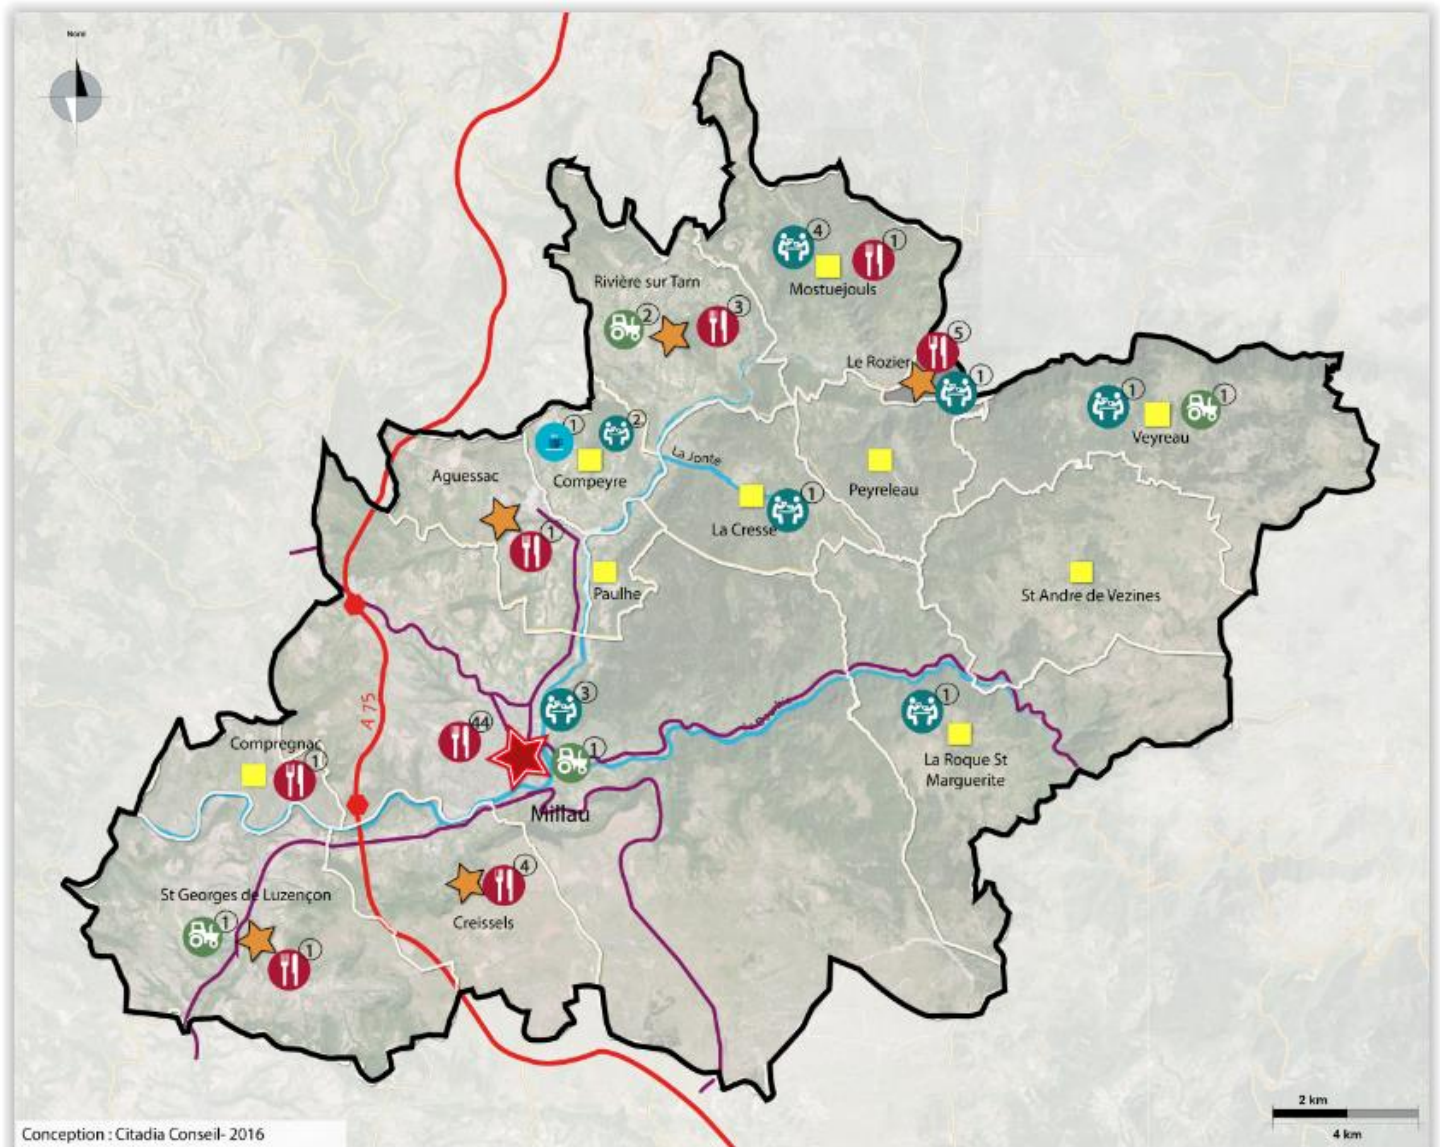 Nord
4
1
Mostuejouls
Rivière sur Tarn
2
3
5
Le Rozier
1
1
1
Veyreau
1
2
Compeyre
La Jonte
Aguessac
1
Peyreleau
1
La Cresse
Paulhe
St Andre de Vezines
A 75
3
44
1
Millau
1
La Roque St
Marguerite
Compregnac
1
4
Creissels
St Georges de Luzençon
1
1
2 km
4 km
Conception : Citadia Conseil- 2016